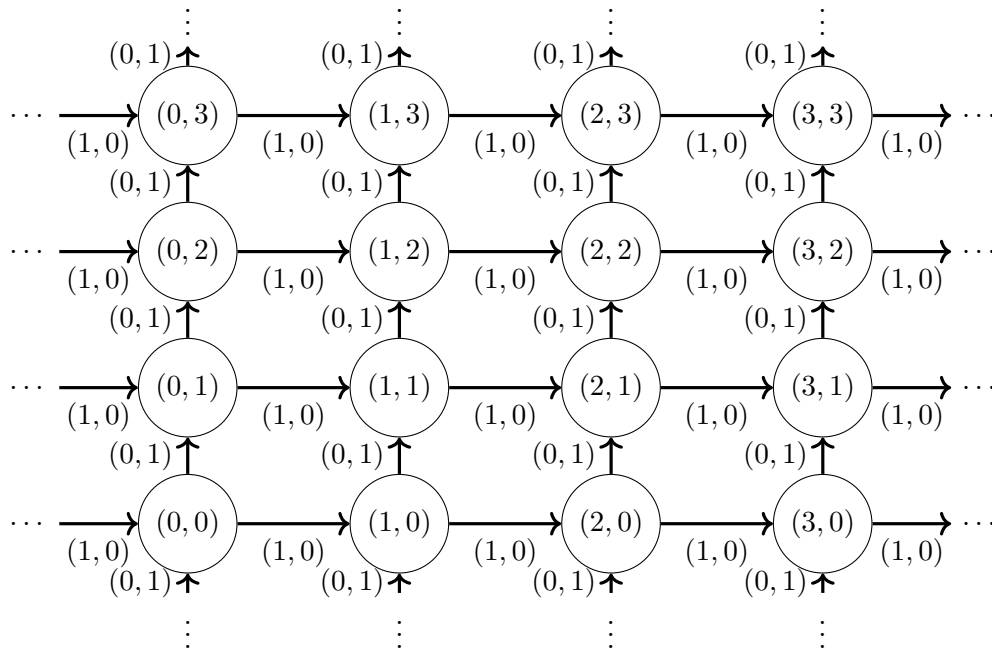 ⋮ ⋮ ⋮ ⋮
(0, 1) (0, 1) (0, 1) (0, 1)
··· (0, 3) (1, 3) (2, 3) (3, 3) ···
(1, 0) (1, 0) (1, 0) (1, 0) (1, 0)
(0, 1) (0, 1) (0, 1) (0, 1)
··· (0, 2) (1, 2) (2, 2) (3, 2) ···
(1, 0) (1, 0) (1, 0) (1, 0) (1, 0)
(0, 1) (0, 1) (0, 1) (0, 1)
··· (0, 1) (1, 1) (2, 1) (3, 1) ···
(1, 0) (1, 0) (1, 0) (1, 0) (1, 0)
(0, 1) (0, 1) (0, 1) (0, 1)
··· (0, 0) (1, 0) (2, 0) (3, 0) ···
(1, 0) (1, 0) (1, 0) (1, 0) (1, 0)
(0, 1) (0, 1) (0, 1) (0, 1)
⋮ ⋮ ⋮ ⋮